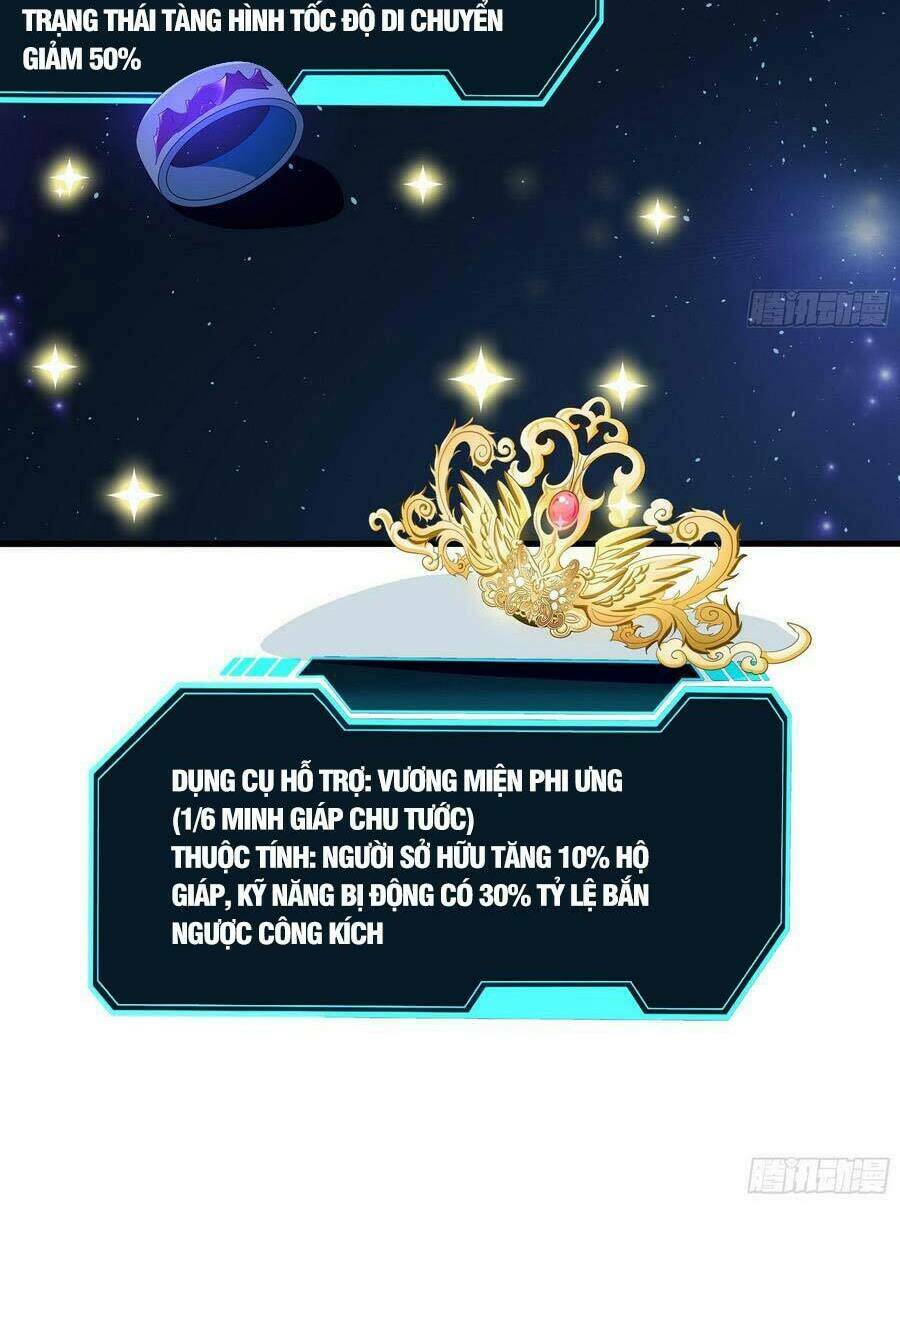 TRẠNG THÁI TÀNG HÌNH TỐC ĐỘ DI CHUYỂN
GIẢM 50%
腾讯动漫
DỤNG CỤ HỖ TRỢ: VƯƠNG MIỆN PHI ƯNG
(1/6 MINH GIÁP CHU TƯỚC)
THUỘC TÍNH: NGƯỜI SỞ HỮU TĂNG 10% HỘ
GIÁP, KỸ NĂNG BỊ ĐỘNG CÓ 30% TỶ LỆ BẮN
NGƯỢC CÔNG KÍCH
腾讯动漫